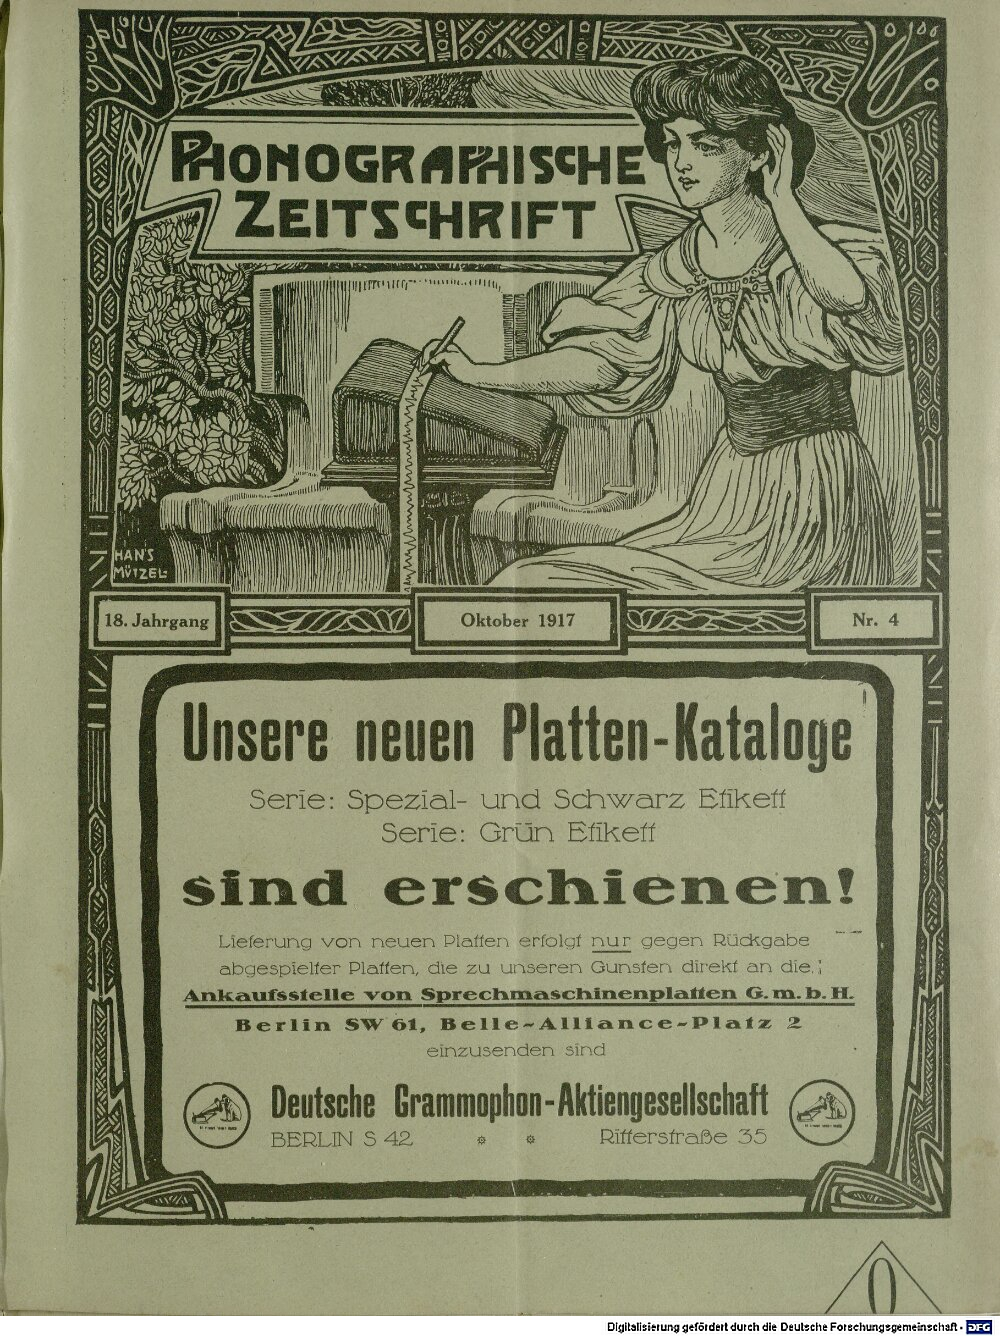 PHONOGRAPHISCHE
ZEITSCHRIFT
HANS
MÜTZEL
18. Jahrgang
Oktober 1917
Nr. 4
Unsere neuen Platten-Kataloge
Serie: Spezial- und Schwarz Etikett
Serie: Grün Etikett
sind erschienen!
Lieferung von neuen Platten erfolgt nur gegen Rückgabe
abgespielter Platten, die zu unseren Gunsten direkt an die
Ankaufsstelle von Sprechmaschinenplatten G. m. b. H.
Berlin SW 61, Belle-Alliance-Platz 2
einzusenden sind
Deutsche Grammophon-Aktiengesellschaft
BERLIN S 42
Ritterstraße 35
0
Digitalisierung gefördert durch die Deutsche Forschungsgemeinschaft - DFG